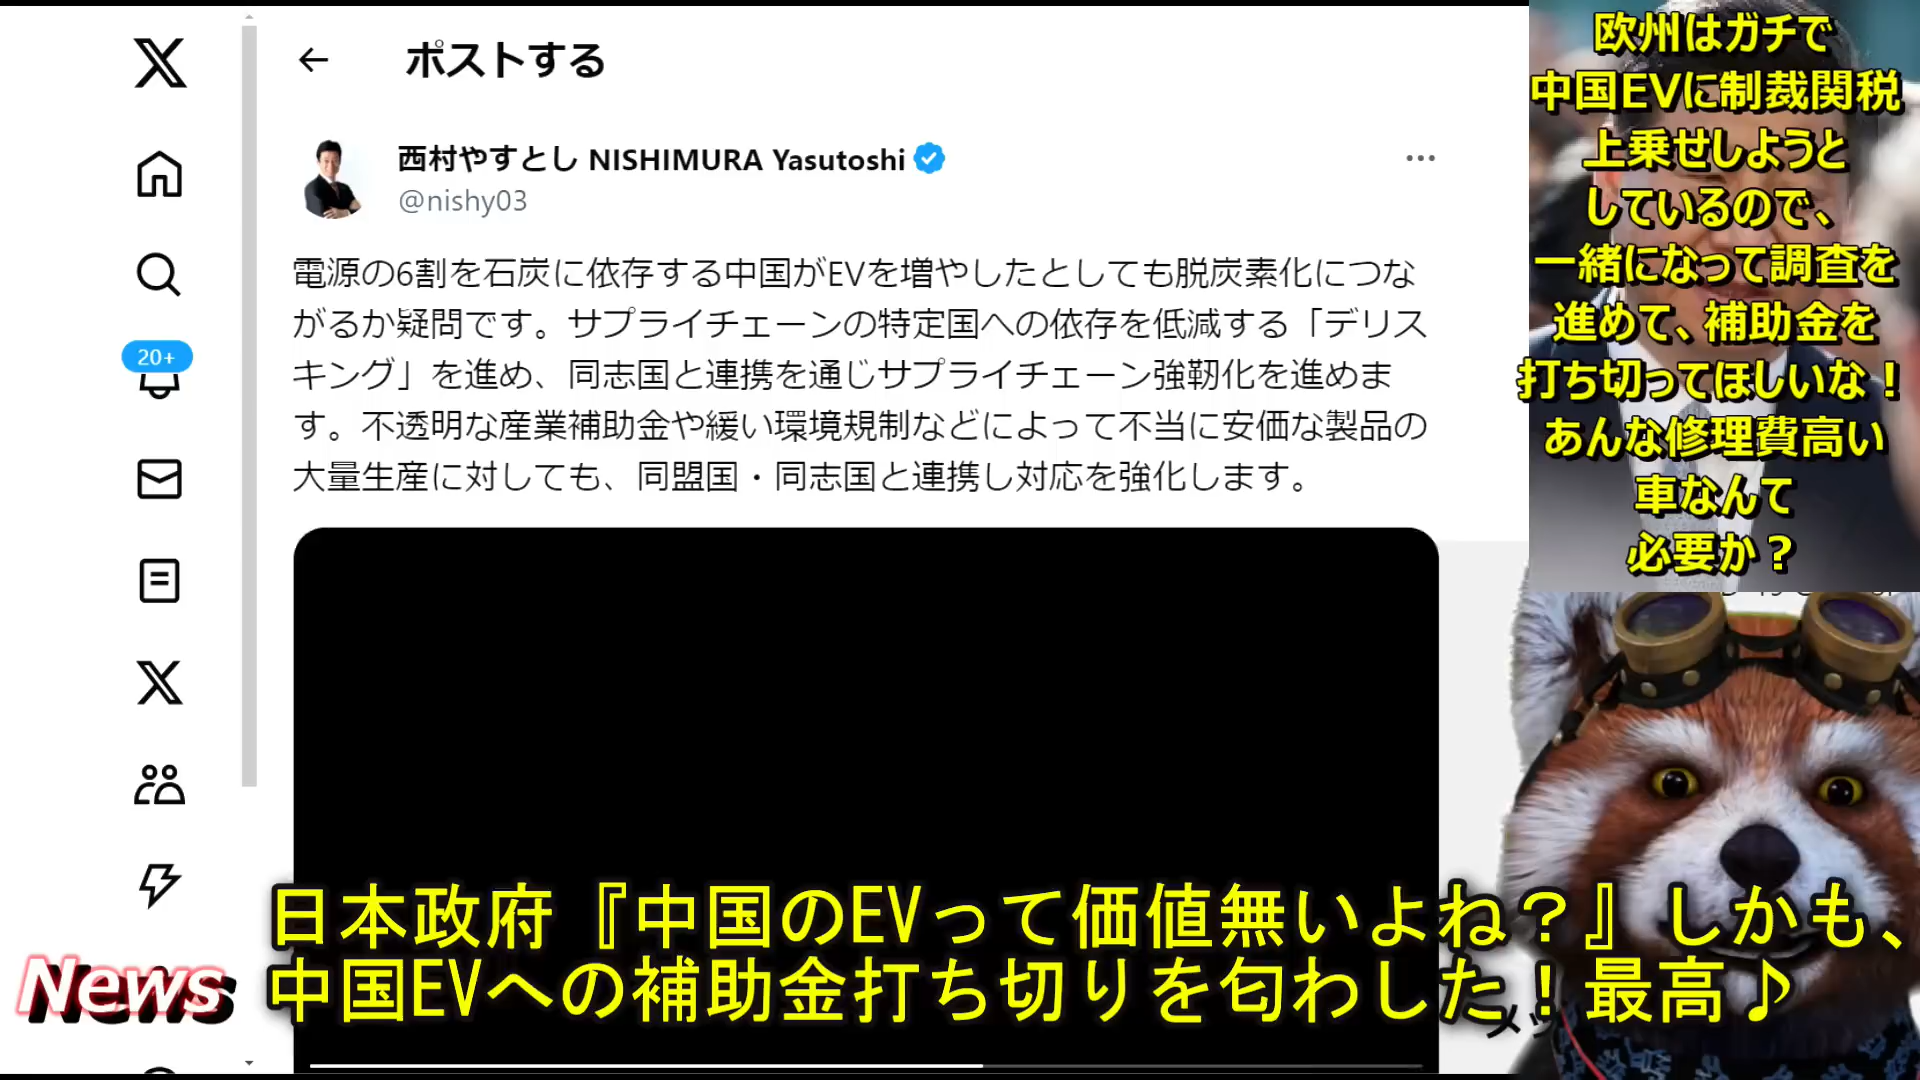 ポストする
西村やすとし NISHIMURA Yasutoshi
@nishy03
電源の6割を石炭に依存する中国がEVを増やしたとしても脱炭素化につな
がるか疑問です。サプライチェーンの特定国への依存を低減する「デリス
キング」を進め、同志国と連携を通じサプライチェーン強靭化を進めま
す。不透明な産業補助金や緩い環境規制などによって不当に安価な製品の
大量生産に対しても、同盟国・同志国と連携し対応を強化します。
20+
欧州はガチで
中国EVに制裁関税
上乗せしようと
しているので、
一緒になって調査を
進めて、補助金を
打ち切ってほしいな！
あんな修理費高い
車なんて
必要か？
日本政府『中国のEVって価値無いよね？』しかも、
中国EVへの補助金打ち切りを匂わした！最高♪
News